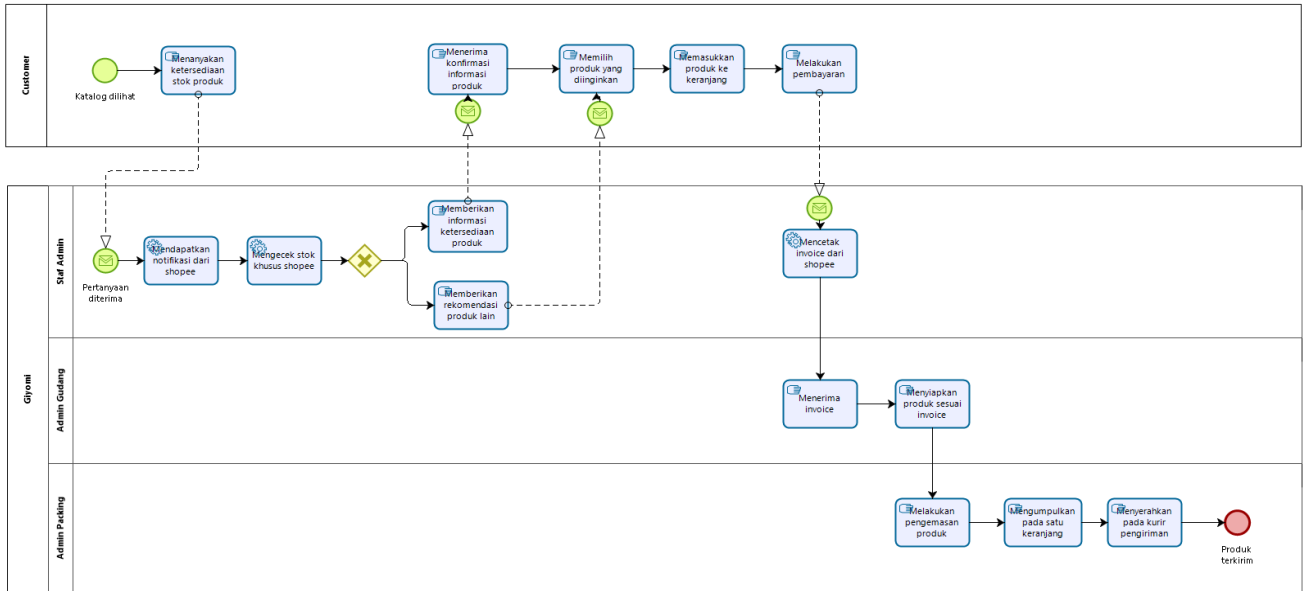 Customer
Katalog dilihat
Menanyakan
ketersediaan
stok produk
Menerima
konfirmasi
informasi
produk
Memilih
produk yang
diinginkan
Memasukkan
produk ke
keranjang
Melakukan
pembayaran
Giyomi
Staf Admin
Pertanyaan
diterima
Mendapatkan
notifikasi dari
shopee
Mengecek stok
khusus shopee
Memberikan
informasi
ketersediaan
produk
Memberikan
rekomendasi
produk lain
Mencetak
invoice dari
shopee
Admin Gudang
Menerima
invoice
Menyiapkan
produk sesuai
invoice
Admin Packing
Melakukan
pengemasan
produk
Mengumpulkan
pada satu
keranjang
Menyerahkan
pada kurir
pengiriman
Produk
terkirim